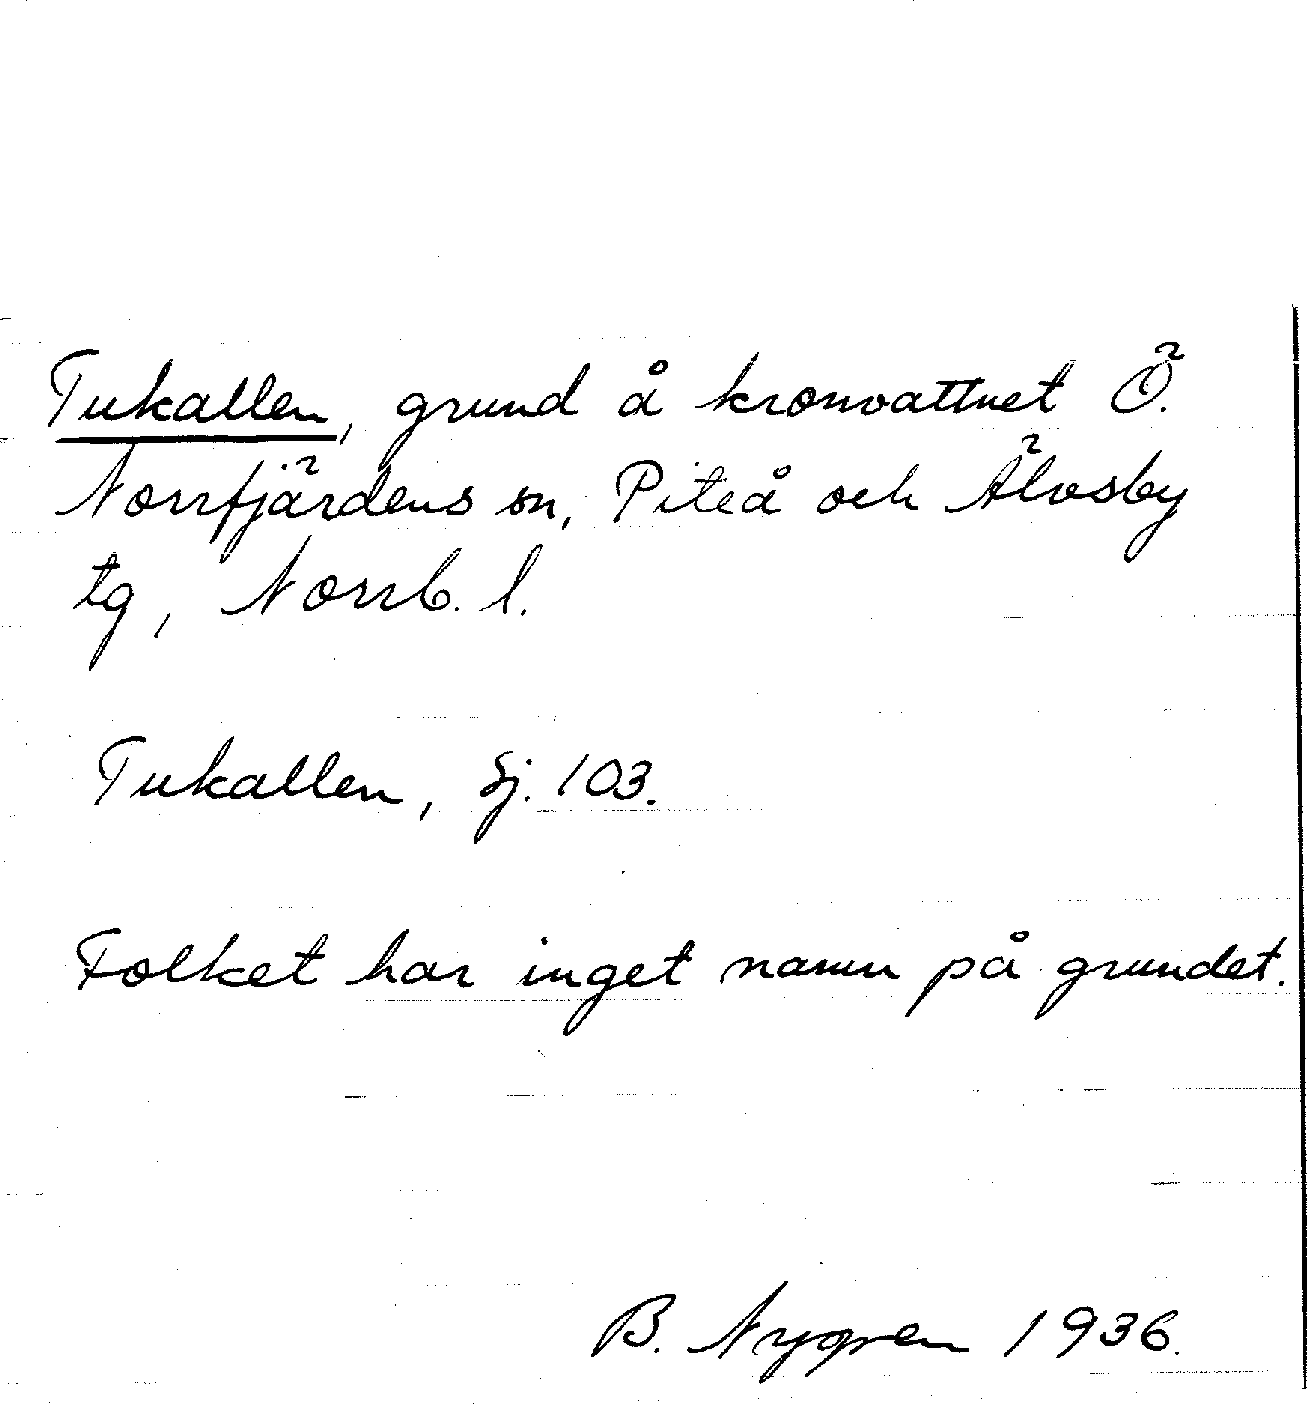 Tukallen, grund å kronvattnet Ö.
Norrfjärdens sn, Piteå och Älvsby
tg, Norrb. l.
Tukallen, Sj. 103.
Folket har inget namn på grundet.
B. Nygren 1936.